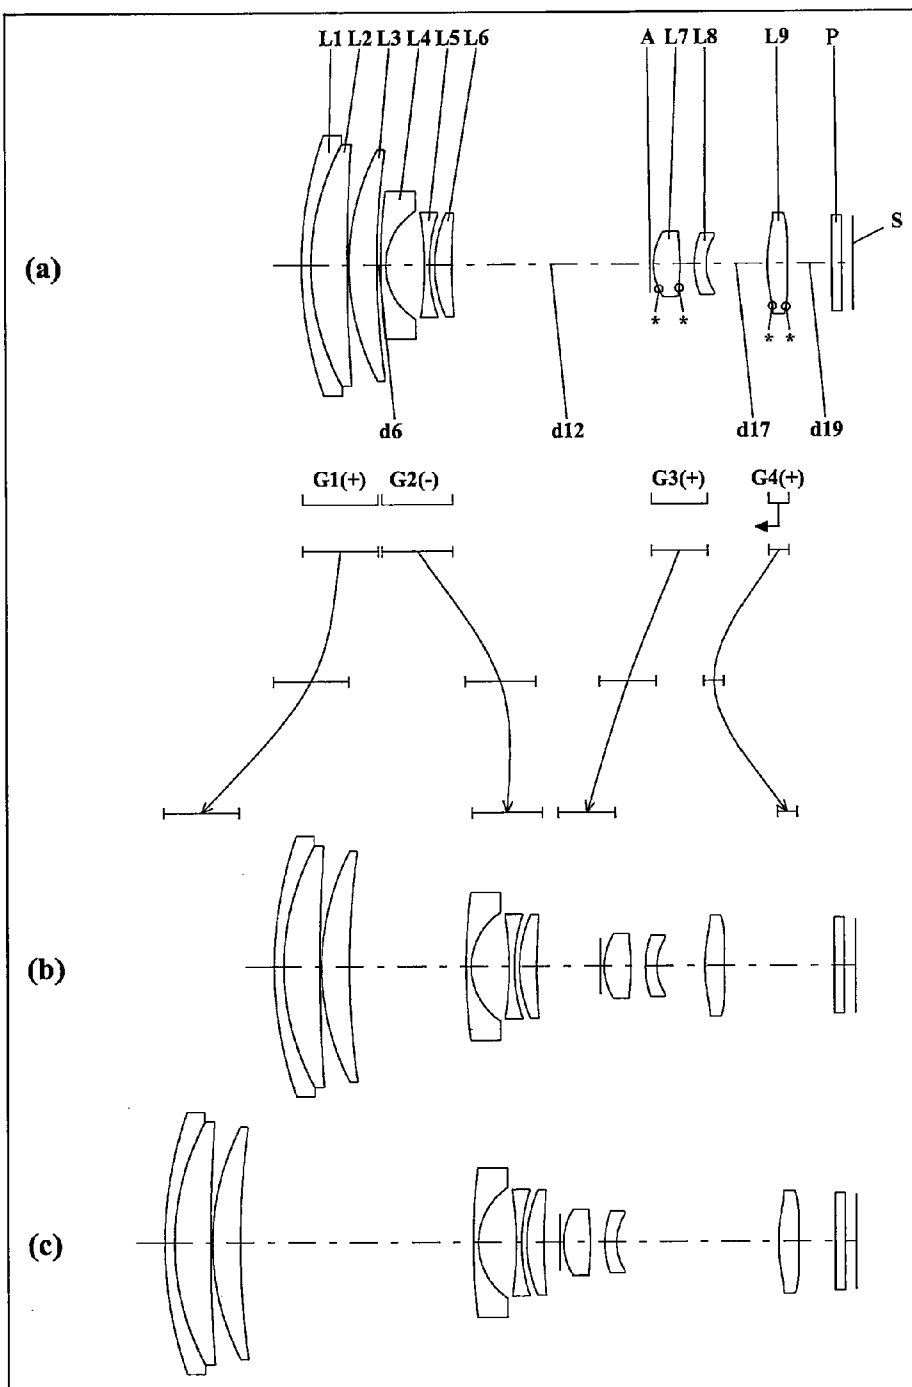 L1 L2 L3 L4 L5 L6 A L7 L8 L9 P
S
(a)
* * * *
d6 d12 d17 d19
G1(+) G2(-) G3(+) G4(+)
(b)
(c)